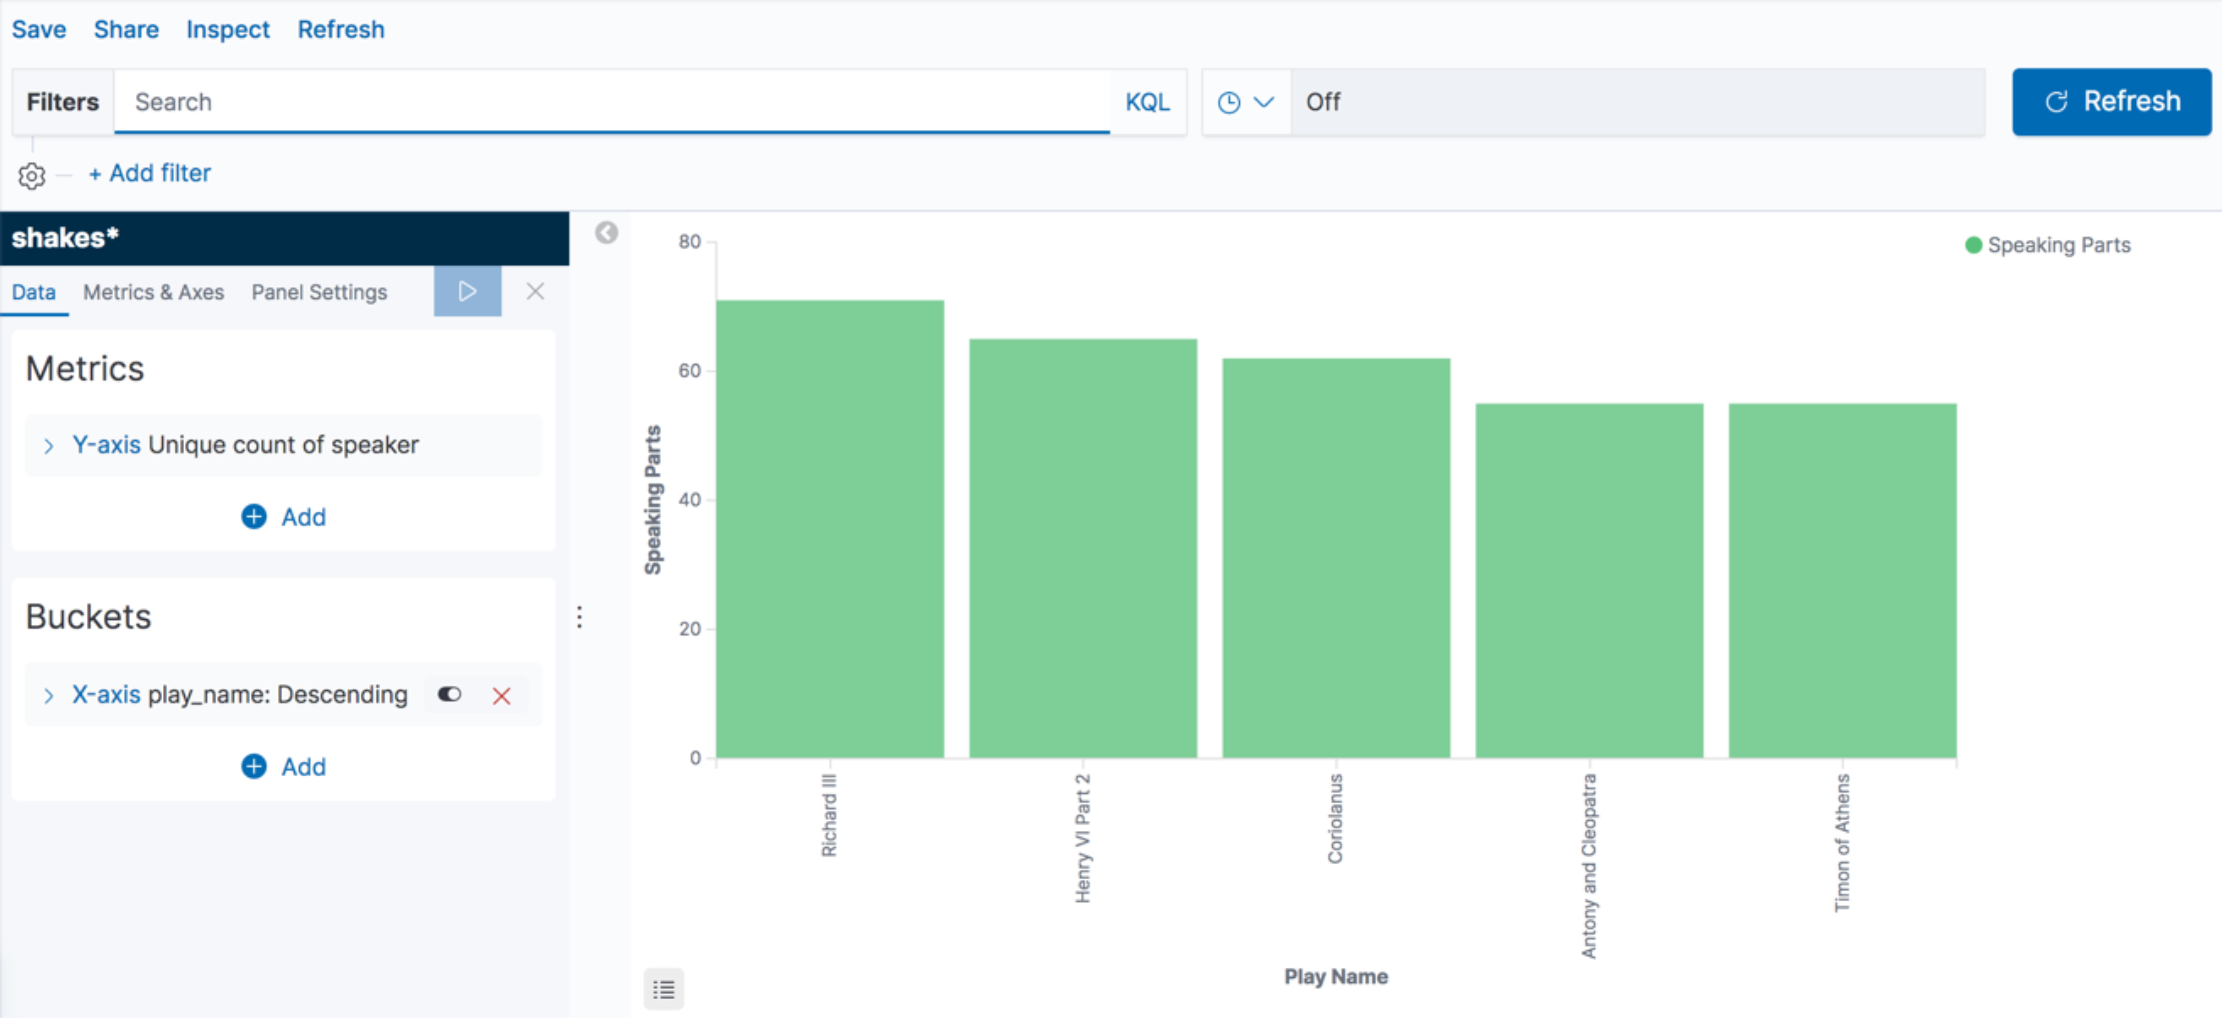 Save Share Inspect Refresh
Filters Search KQL Off Refresh
+ Add filter
shakes*
Data Metrics & Axes Panel Settings
Metrics
Y-axis Unique count of speaker
Add
Buckets
X-axis play_name: Descending
Add
80
60
40
20
0
Speaking Parts
Speaking Parts
Richard III
Henry VI Part 2
Coriolanus
Antony and Cleopatra
Timon of Athens
Play Name